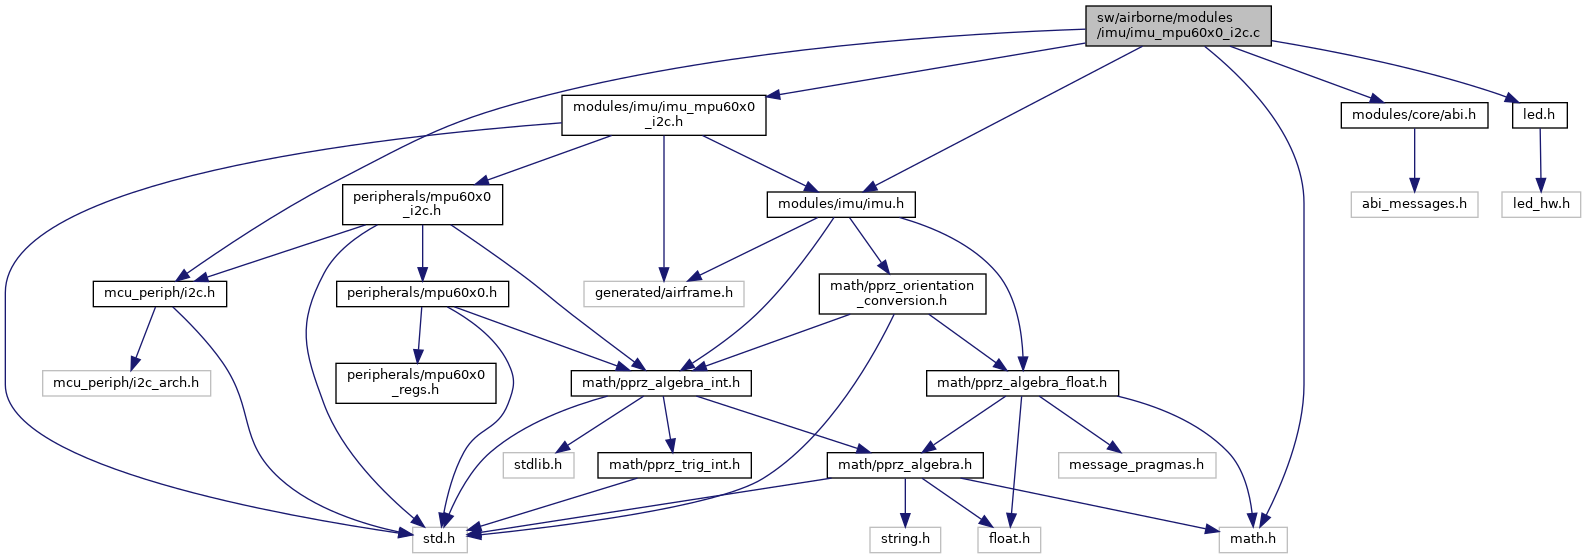 sw/airborne/modules
/imu/imu_mpu60x0_i2c.c
modules/imu/imu_mpu60x0
_i2c.h
modules/core/abi.h
led.h
peripherals/mpu60x0
_i2c.h
modules/imu/imu.h
abi_messages.h
led_hw.h
mcu_periph/i2c.h
peripherals/mpu60x0.h
generated/airframe.h
math/pprz_orientation
_conversion.h
mcu_periph/i2c_arch.h
peripherals/mpu60x0
_regs.h
math/pprz_algebra_int.h
math/pprz_algebra_float.h
stdlib.h
math/pprz_trig_int.h
math/pprz_algebra.h
message_pragmas.h
std.h
string.h
float.h
math.h